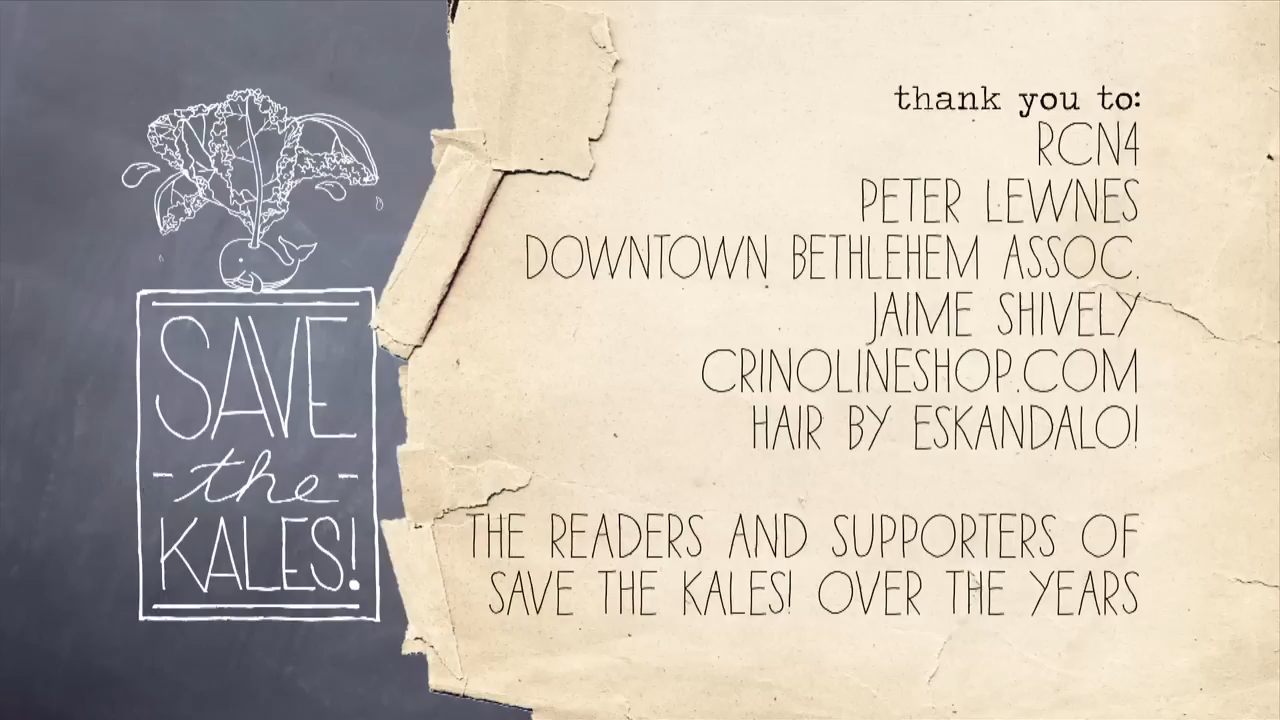 SAVE
-the-
KALES!
thank you to:
RCN4
PETER LEWNES
DOWNTOWN BETHLEHEM ASSOC.
JAIME SHIVELY
CRINOLINESHOP.COM
HAIR BY ESKANDALO!
THE READERS AND SUPPORTERS OF
SAVE THE KALES! OVER THE YEARS